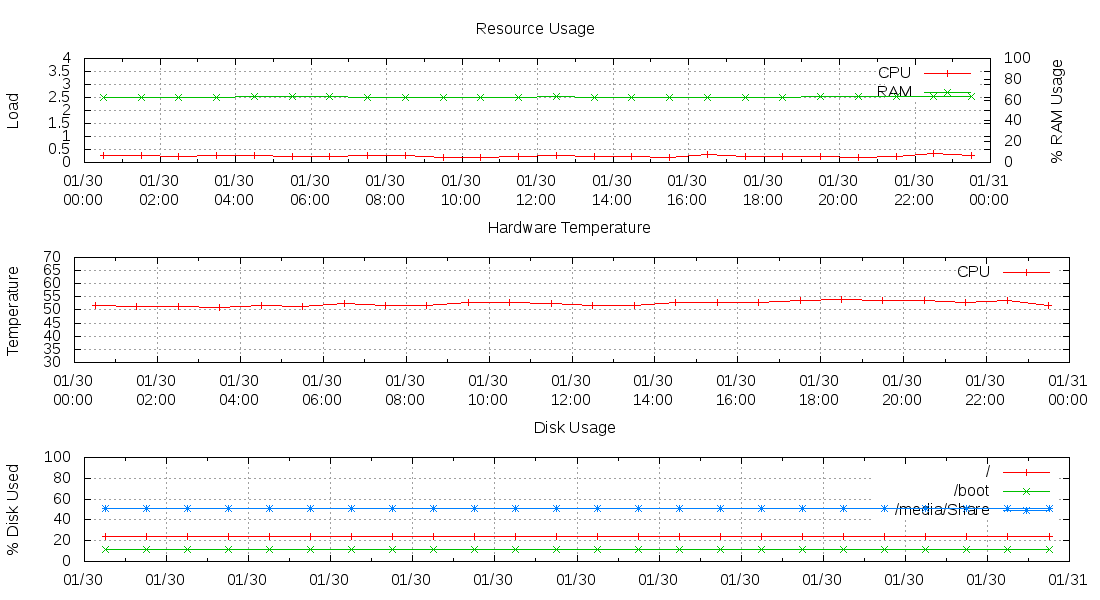 Resource Usage
4
3.5
3
2.5
2
1.5
1
0.5
0
Load
100
80
60
40
20
0
% RAM Usage
CPU
RAM
01/30 01/30 01/30 01/30 01/30 01/30 01/30 01/30 01/30 01/30 01/30 01/30 01/31
00:00 02:00 04:00 06:00 08:00 10:00 12:00 14:00 16:00 18:00 20:00 22:00 00:00
Hardware Temperature
70
65
60
55
50
45
40
35
30
Temperature
CPU
01/30 01/30 01/30 01/30 01/30 01/30 01/30 01/30 01/30 01/30 01/30 01/30 01/31
00:00 02:00 04:00 06:00 08:00 10:00 12:00 14:00 16:00 18:00 20:00 22:00 00:00
Disk Usage
100
80
60
40
20
0
% Disk Used
/
/boot
/media/Share
01/30 01/30 01/30 01/30 01/30 01/30 01/30 01/30 01/30 01/30 01/30 01/30 01/31